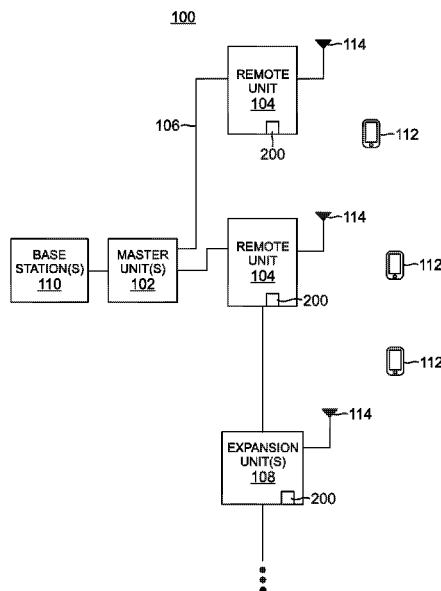 100
REMOTE
UNIT
104
114
106
200
112
BASE
STATION(S)
110
MASTER
UNIT(S)
102
REMOTE
UNIT
104
114
112
200
112
EXPANSION
UNIT(S)
108
114
200